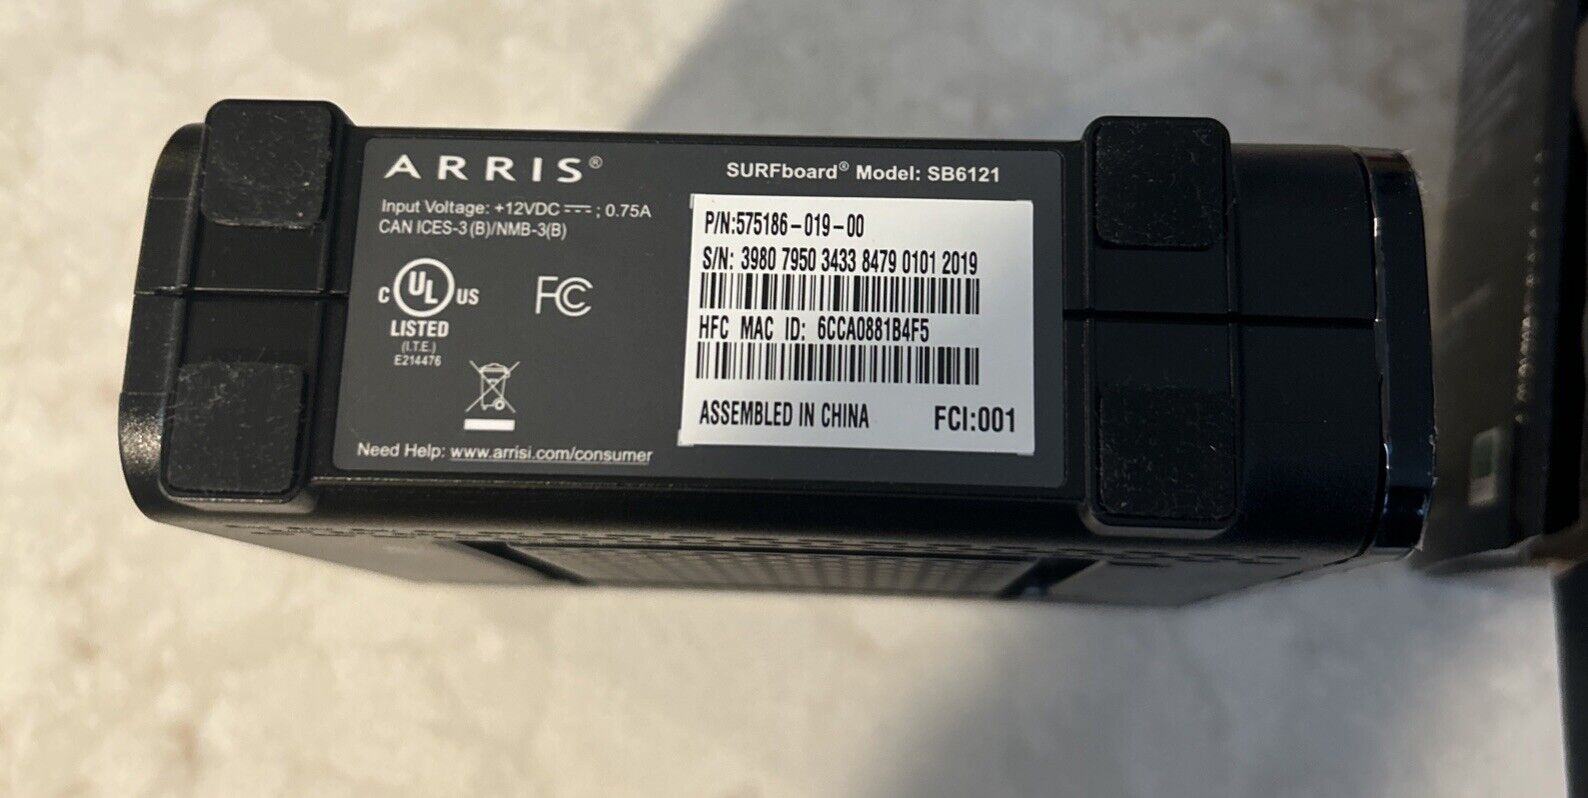 ARRIS®
SURFboard® Model: SB6121
Input Voltage: +12VDC ⎓ ; 0.75A
CAN ICES-3 (B)/NMB-3(B)
C UL US
LISTED
(I.T.E.)
E214476
FC
Need Help: www.arrisi.com/consumer
P/N:575186-019-00
S/N: 3980 7950 3433 8479 0101 2019
HFC MAC ID: 6CCA0881B4F5
ASSEMBLED IN CHINA FCI:001